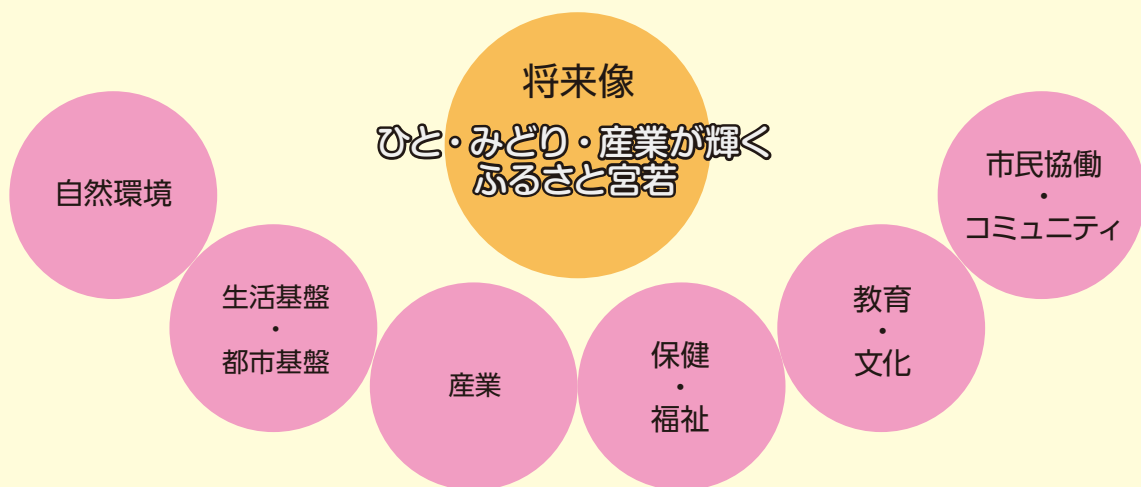 将来像
ひと・みどり・産業が輝く
ふるさと宮若
自然環境
生活基盤
・
都市基盤
産業
保健
・
福祉
教育
・
文化
市民協働
・
コミュニティ